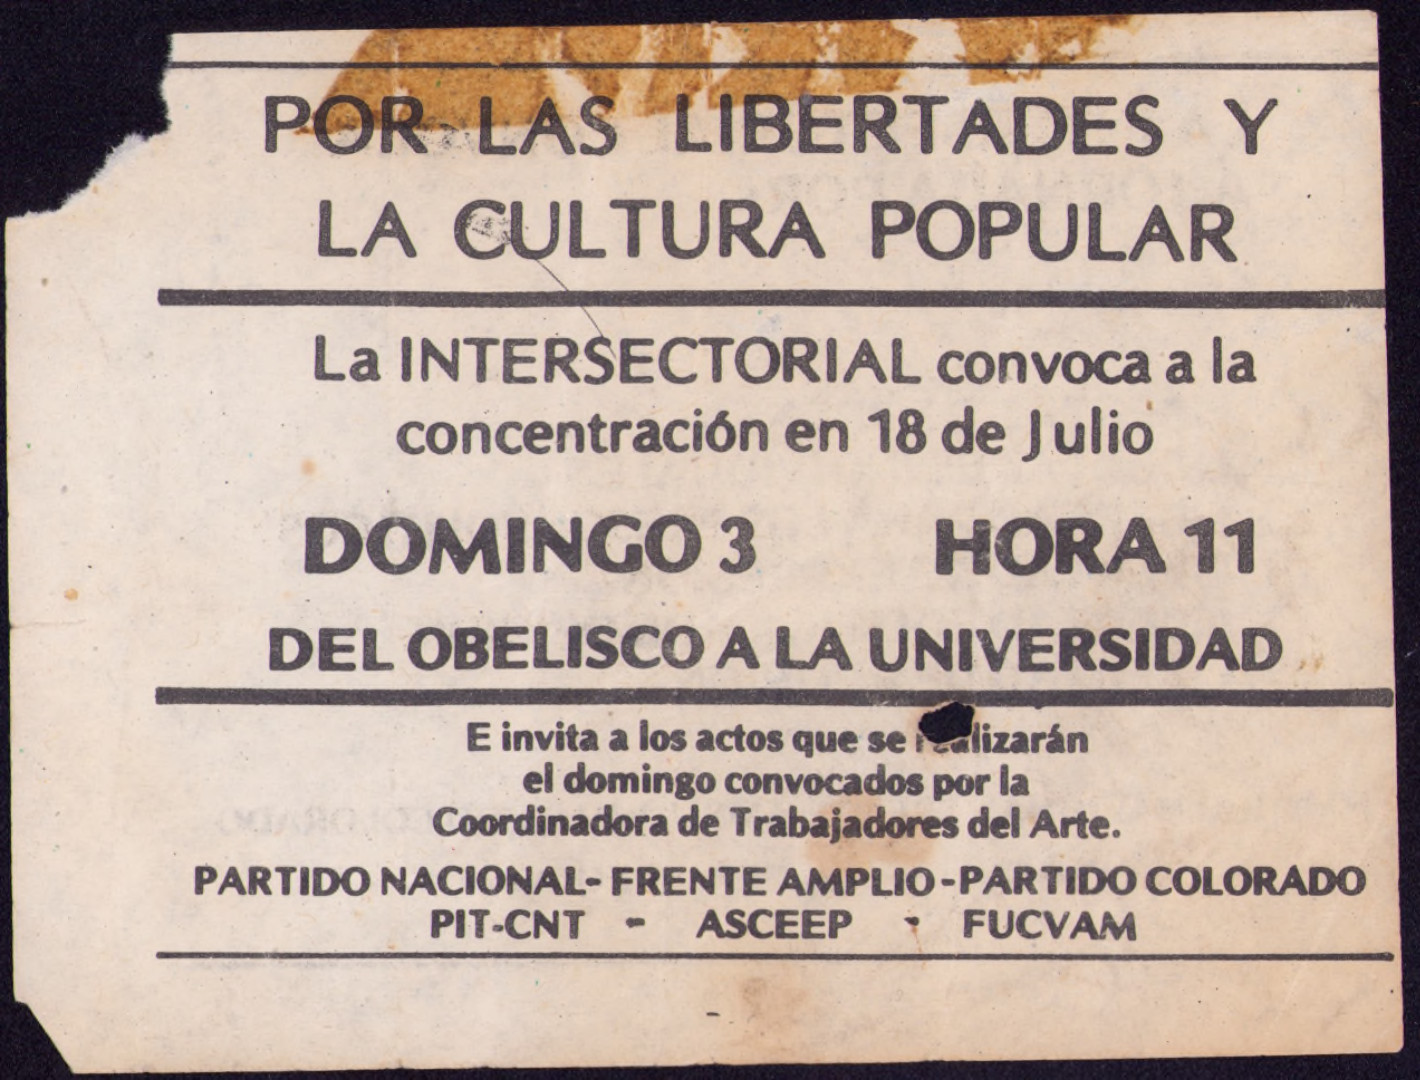 POR LAS LIBERTADES Y
LA CULTURA POPULAR
La INTERSECTORIAL convoca a la
concentración en 18 de Julio
DOMINGO 3 HORA 11
DEL OBELISCO A LA UNIVERSIDAD
E invita a los actos que se realizarán
el domingo convocados por la
Coordinadora de Trabajadores del Arte.
PARTIDO NACIONAL- FRENTE AMPLIO - PARTIDO COLORADO
PIT-CNT - ASCEEP - FUCVAM